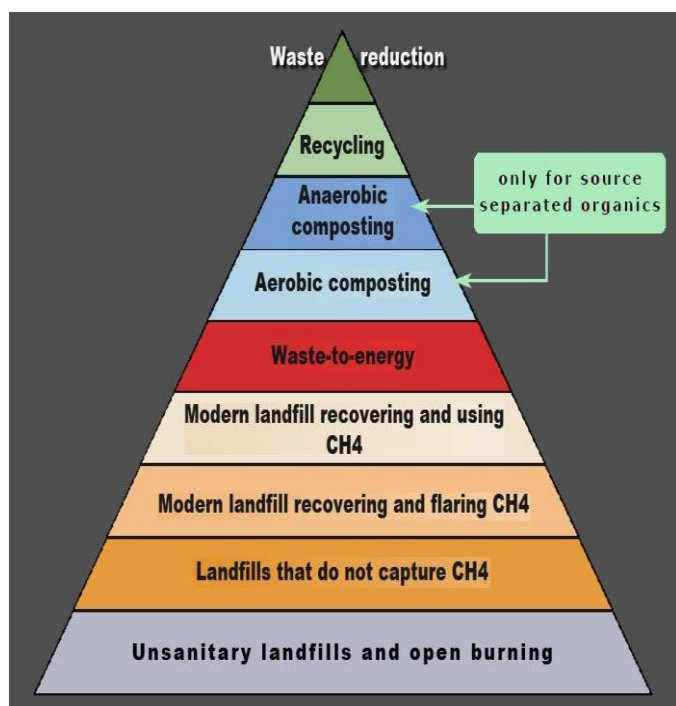 Waste reduction
Recycling
Anaerobic
composting
only for source
separated organics
Aerobic composting
Waste-to-energy
Modern landfill recovering and using
CH4
Modern landfill recovering and flaring CH4
Landfills that do not capture CH4
Unsanitary landfills and open burning